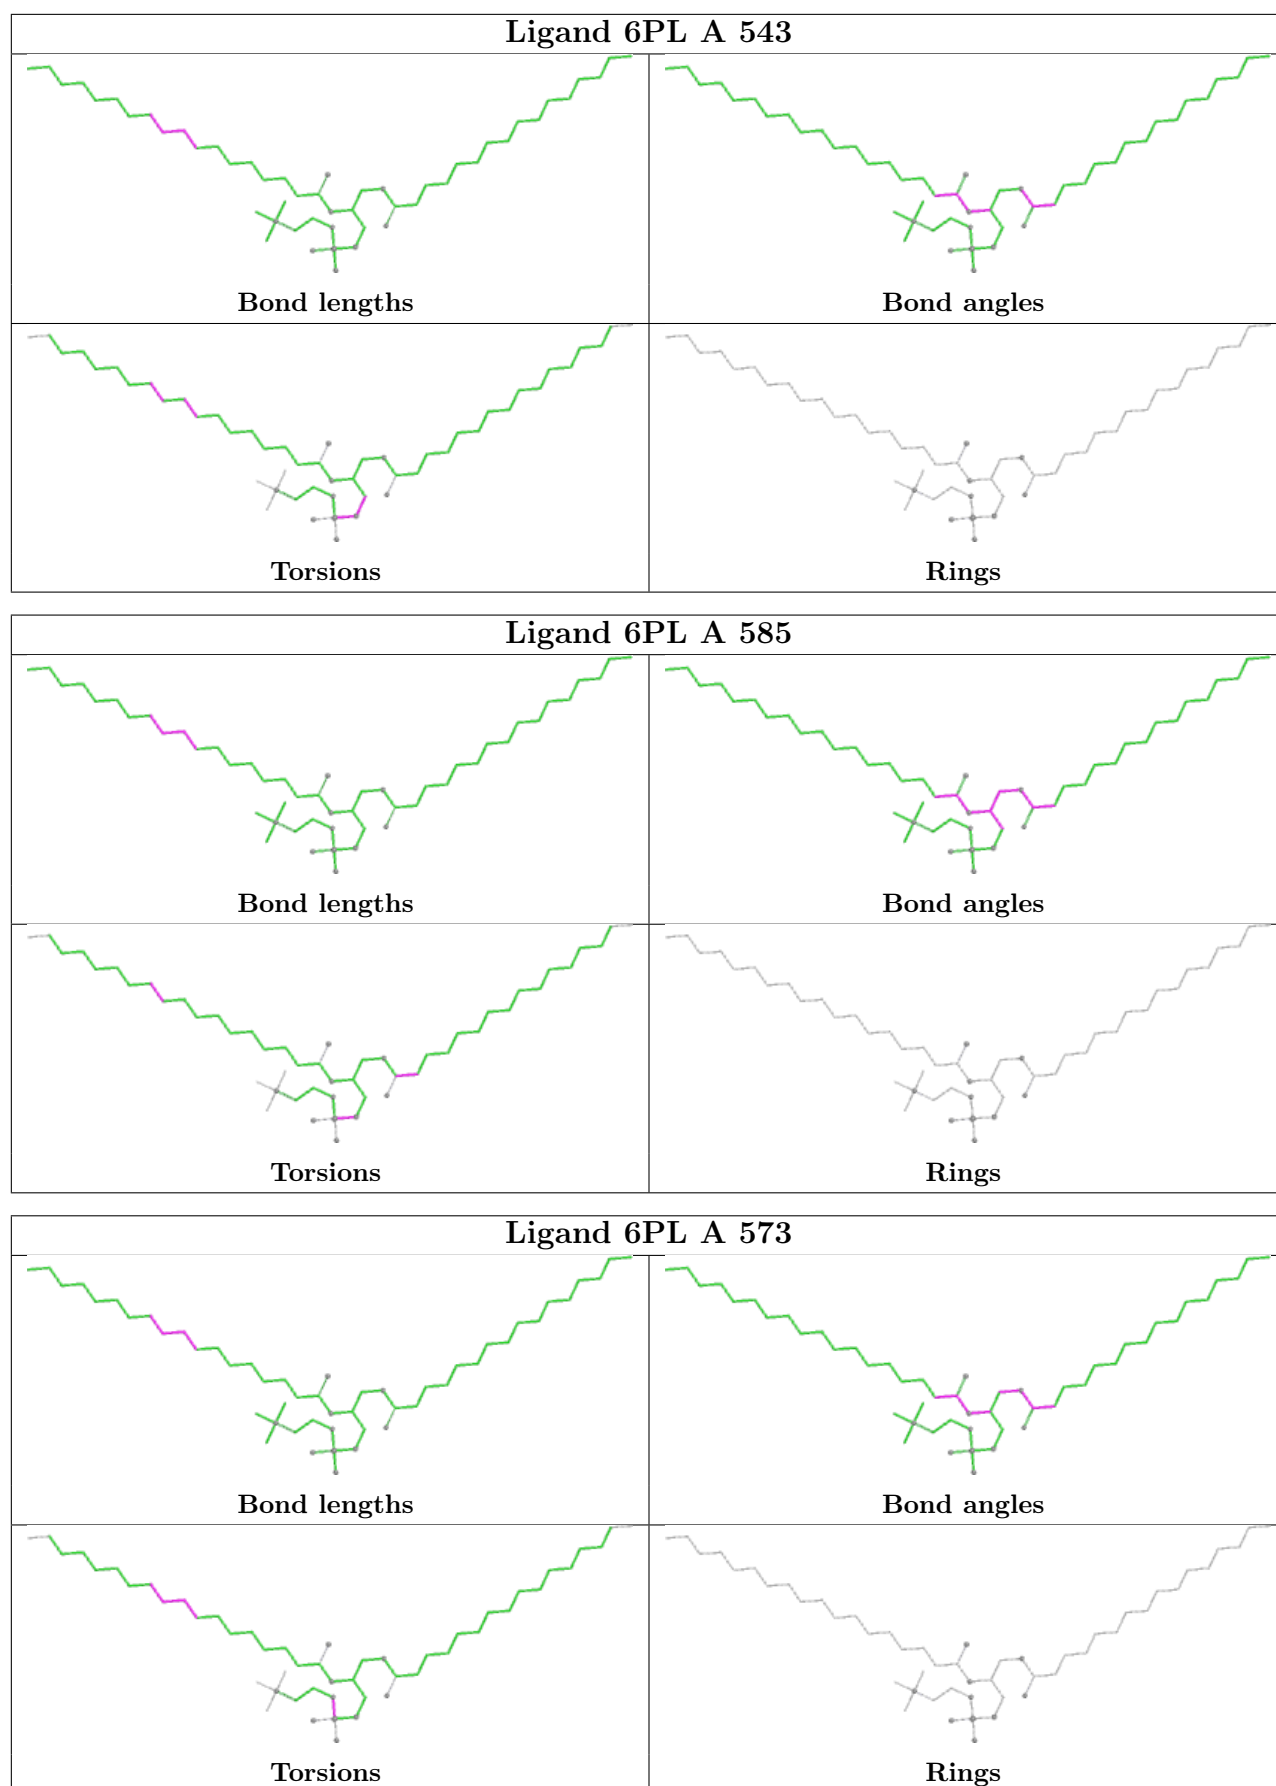 Ligand 6PL A 543
Bond lengths
Bond angles
Torsions
Rings
Ligand 6PL A 585
Bond lengths
Bond angles
Torsions
Rings
Ligand 6PL A 573
Bond lengths
Bond angles
Torsions
Rings